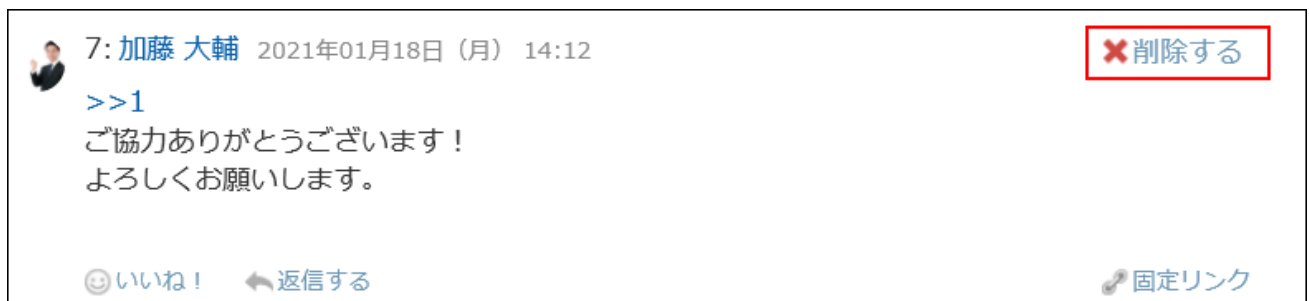 7: 加藤 大輔 2021年01月18日（月） 14:12 削除する
>>1
ご協力ありがとうございます！
よろしくお願いします。
いいね！ 返信する 固定リンク